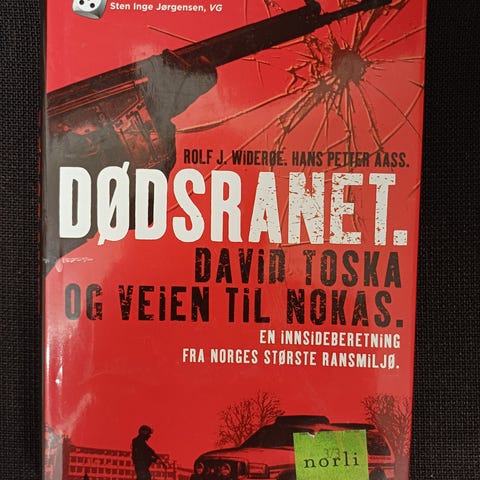 Sten Inge Jørgensen, VG
ROLF J. WIDERØE. HANS PETTER AASS.
DØDSRANET.
DAVID TOSKA
OG VEIEN TIL NOKAS.
EN INNSIDEBERETNING
FRA NORGES STØRSTE RANSMILJØ.
norli